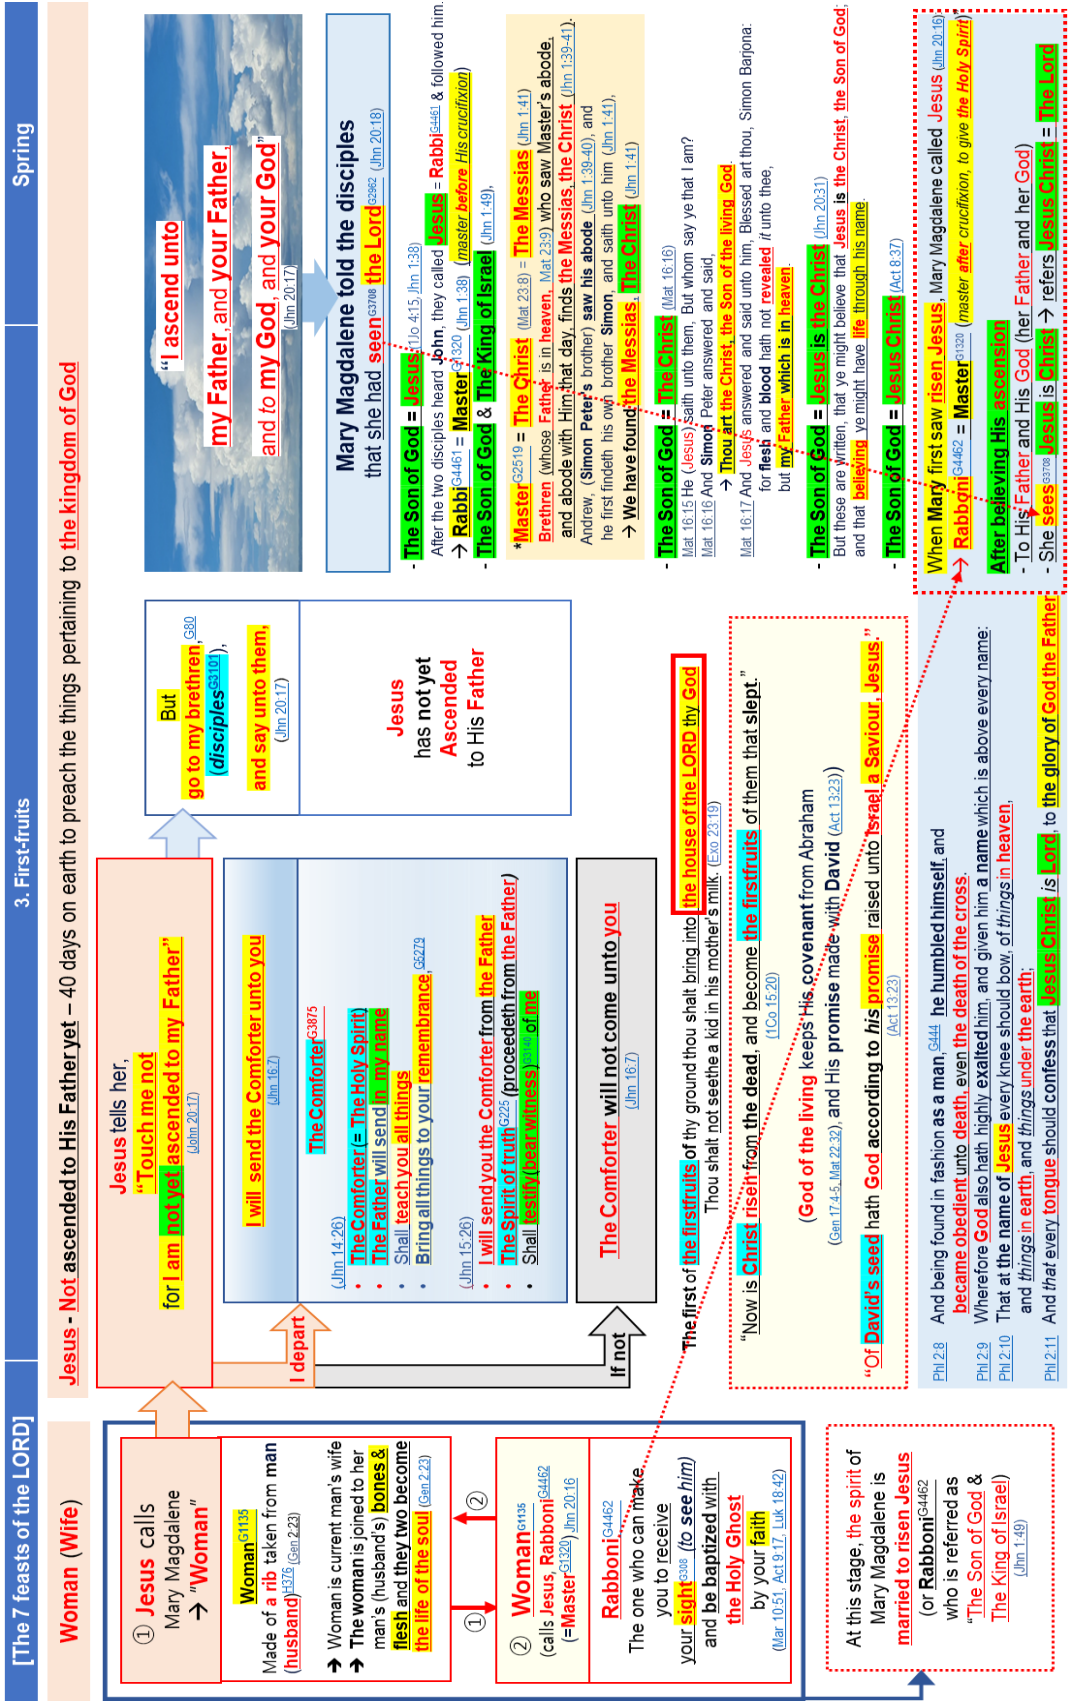 [The 7 feasts of the LORD]
3. First-fruits
Spring
Woman (Wife)
Jesus - Not ascended to His Father yet – 40 days on earth to preach the things pertaining to the kingdom of God
① Jesus calls
Mary Magdalene
→ "Woman"
Woman G1135
Made of a rib taken from man
(husband) H376 (Gen 2:23)
→ Woman is current man's wife
→ The woman is joined to her
man's (husband's) bones &
flesh and they two become
the life of the soul (Gen 2:23)
①
②
② Woman G1135
(calls Jesus, Rabboni G4462
(=Master G1320) Jhn 20:16
Rabboni G4462
The one who can make
you to receive
your sight G308 (to see him)
and be baptized with
the Holy Ghost
by your faith
(Mar 10:51, Act 9:17, Luk 18:42)
At this stage, the spirit of
Mary Magdalene is
married to risen Jesus
(or Rabboni G4462
who is referred as
"The Son of God &
The King of Israel)
(Jhn 1:49)
Jesus tells her,
"Touch me not
for I am not yet ascended to my Father"
(John 20:17)
I depart
If not
I will send the Comforter unto you
(Jhn 16:7)
The Comforter G3875
(Jhn 14:26)
• The Comforter (= The Holy Spirit)
• The Father will send in my name
• Shall teach you all things
• Bring all things to your remembrance, G5279
(Jhn 15:26)
• I will send you the Comforter from the Father
• The Spirit of truth G225 (proceedeth from the Father)
• Shall testify (bear witness) G3140 of me
The Comforter will not come unto you
(Jhn 16:7)
But
go to my brethren, G80
(disciples G3101),
and say unto them,
(Jhn 20:17)
Jesus
has not yet
Ascended
to His Father
"I ascend unto
my Father, and your Father,
and to my God, and your God"
(Jhn 20:17)
Mary Magdalene told the disciples
that she had seen G3708 the Lord G2962 (Jhn 20:18)
- The Son of God = Jesus (1Jo 4:15, Jhn 1:38)
After the two disciples heard John, they called Jesus = Rabbi G4461 & followed him.
→ Rabbi G4461 = Master G1320 (Jhn 1:38) (master before His crucifixion)
- The Son of God & The King of Israel (Jhn 1:49),
*Master G2519 = The Christ (Mat 23:8) = The Messias (Jhn 1:41)
Brethren (whose Father is in heaven, Mat 23:9) who saw Master's abode,
and abode with Him that day, finds the Messias, the Christ (Jhn 1:39-41).
Andrew, (Simon Peter's brother) saw his abode (Jhn 1:39-40), and
he first findeth his own brother Simon, and saith unto him (Jhn 1:41),
→ We have found the Messias, The Christ (Jhn 1:41)
- The Son of God = The Christ (Mat 16:16)
Mat 16:15 He (Jesus) saith unto them, But whom say ye that I am?
Mat 16:16 And Simon Peter answered and said,
→ Thou art the Christ, the Son of the living God.
Mat 16:17 And Jesus answered and said unto him, Blessed art thou, Simon Barjona:
for flesh and blood hath not revealed it unto thee,
but my Father which is in heaven.
- The Son of God = Jesus is the Christ (Jhn 20:31)
But these are written, that ye might believe that Jesus is the Christ, the Son of God;
and that believing ye might have life through his name.
- The Son of God = Jesus Christ (Act 8:37)
The first of the firstfruits of thy ground thou shalt bring into the house of the LORD thy God
Thou shalt not seethe a kid in his mother's milk. (Exo 23:19)
"Now is Christ risen from the dead, and become the firstfruits of them that slept."
(1Co 15:20)
(God of the living keeps His covenant from Abraham
(Gen 17:4-5, Mat 22:32), and His promise made with David (Act 13:23))
"Of David's seed hath God according to his promise raised unto Israel a Saviour, Jesus."
(Act 13:23)
Phl 2:8 And being found in fashion as a man, G444 he humbled himself, and
became obedient unto death, even the death of the cross.
Phl 2:9 Wherefore God also hath highly exalted him, and given him a name which is above every name:
Phl 2:10 That at the name of Jesus every knee should bow, of things in heaven,
and things in earth, and things under the earth;
Phl 2:11 And that every tongue should confess that Jesus Christ is Lord, to the glory of God the Father
When Mary first saw risen Jesus, Mary Magdalene called Jesus (Jhn 20:16)
→ Rabboni G4462 = Master G1320 (master after crucifixion, to give the Holy Spirit)"
After believing His ascension
- To His Father and His God (her Father and her God)
- She sees G3708 Jesus is Christ → refers Jesus Christ = The Lord